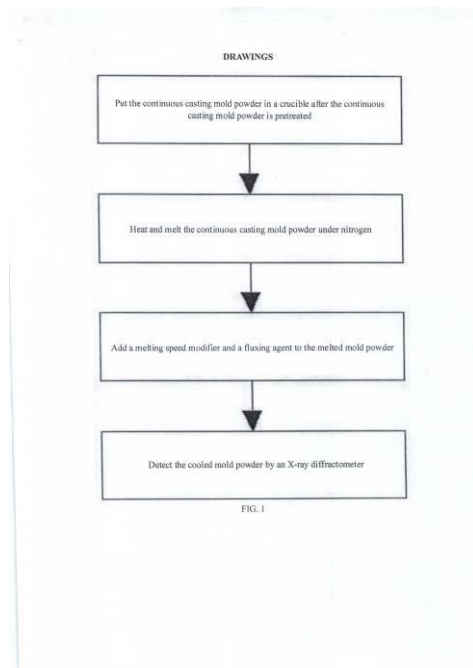 DRAWINGS
Put the continuous casting mold powder in a crucible after the continuous
casting mold powder is pretreated
Heat and melt the continuous casting mold powder under nitrogen
Add a melting speed modifier and a fluxing agent to the melted mold powder
Detect the cooled mold powder by an X-ray diffractometer
FIG. 1